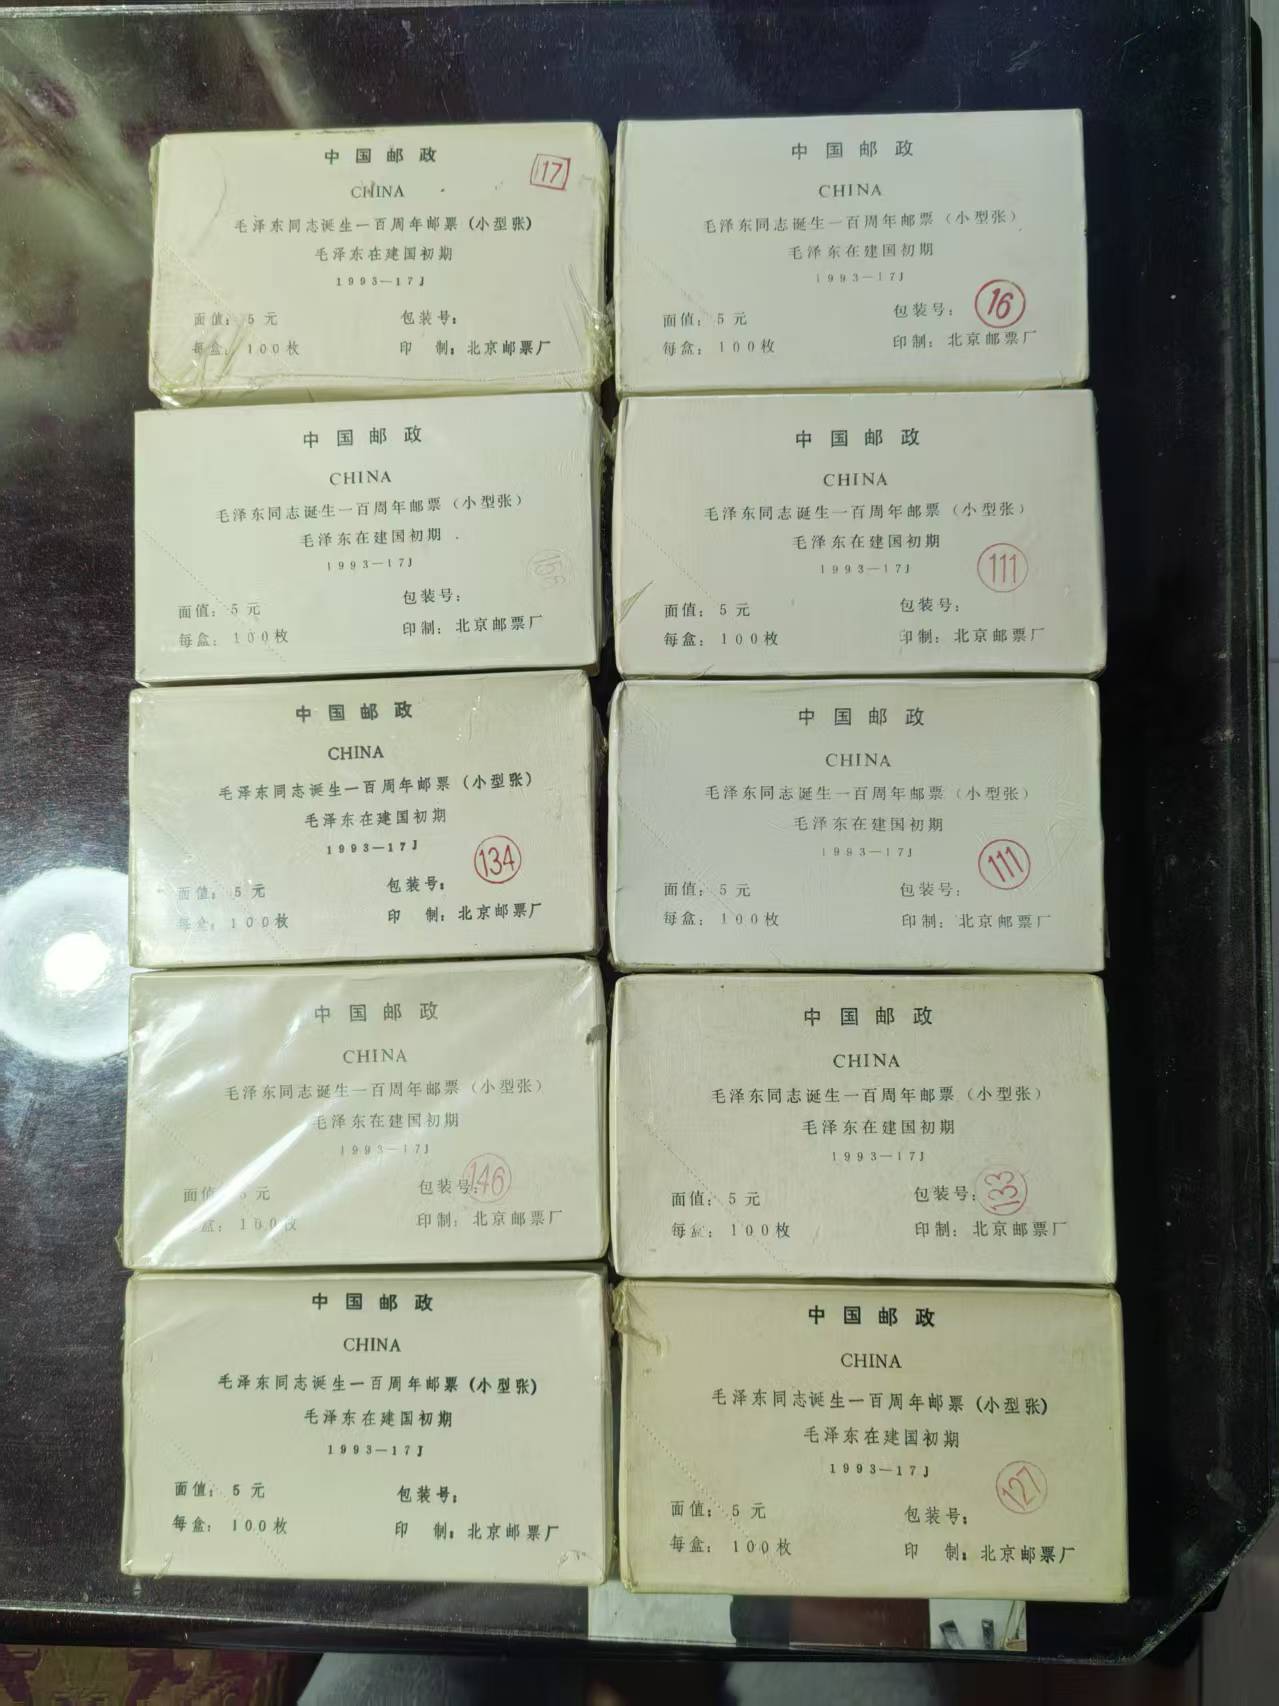 中国邮政
17
CHINA
毛泽东同志诞生一百周年邮票(小型张)
毛泽东在建国初期
1993—17J
面值：5元 包装号：
每盒：100枚 印 制：北京邮票厂
中国邮政
CHINA
毛泽东同志诞生一百周年邮票（小型张）
毛泽东在建国初期
1993—17J
面值：5元 包装号：16
每盒：100枚 印制：北京邮票厂
中国邮政
CHINA
毛泽东同志诞生一百周年邮票（小型张）
毛泽东在建国初期
1993—17J
面值：5元 包装号：
每盒：100枚 印制：北京邮票厂
中国邮政
CHINA
毛泽东同志诞生一百周年邮票（小型张）
毛泽东在建国初期
1993—17J
111
面值：5元 包装号：
每盒：100枚 印制：北京邮票厂
中国邮政
CHINA
毛泽东同志诞生一百周年邮票(小型张)
毛泽东在建国初期
1993—17J
134
面值：5元 包装号：
每盒：100枚 印 制：北京邮票厂
中国邮政
CHINA
毛泽东同志诞生一百周年邮票（小型张）
毛泽东在建国初期
1993—17J
111
面值：5元 包装号：
每盒：100枚 印制：北京邮票厂
中国邮政
CHINA
毛泽东同志诞生一百周年邮票（小型张）
毛泽东在建国初期
1993—17J
面值：5元 包装号：146
盒：100枚 印制：北京邮票厂
中国邮政
CHINA
毛泽东同志诞生一百周年邮票（小型张）
毛泽东在建国初期
1993—17J
面值：5元 包装号：133
每盒：100枚 印制：北京邮票厂
中国邮政
CHINA
毛泽东同志诞生一百周年邮票(小型张)
毛泽东在建国初期
1993—17J
面值：5元 包装号：
每盒：100枚 印 制：北京邮票厂
中国邮政
CHINA
毛泽东同志诞生一百周年邮票(小型张)
毛泽东在建国初期
1993—17J
127
面值：5元 包装号：
每盒：100枚 印 制：北京邮票厂